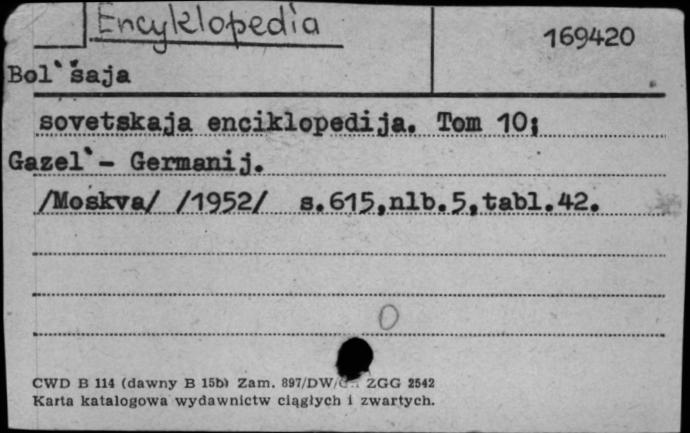 Encyklopedia
169420
Bol`šaja
sovetskaja enciklopedija. Tom 10;
Gazel` - Germanij.
/Moskva/ /1952/ s.615,nlb.5,tabl.42.
0
CWD B 114 (dawny B 15b) Zam. 897/DW/ ZGG 2542
Karta katalogowa wydawnictw ciągłych i zwartych.